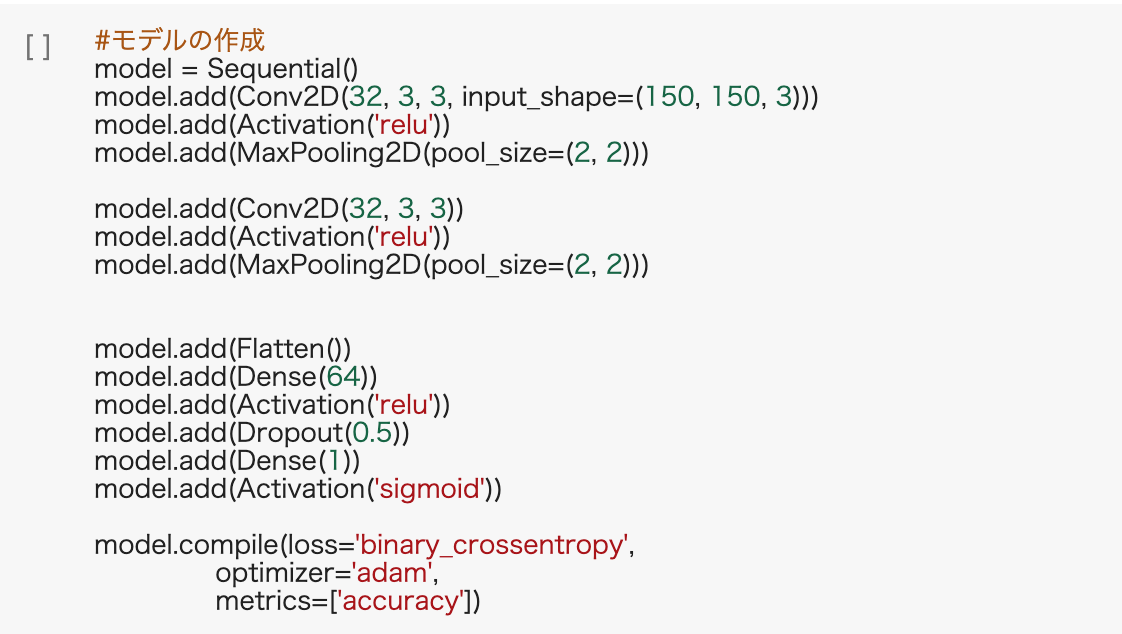 [ ]
#モデルの作成
model = Sequential()
model.add(Conv2D(32, 3, 3, input_shape=(150, 150, 3)))
model.add(Activation('relu'))
model.add(MaxPooling2D(pool_size=(2, 2)))
model.add(Conv2D(32, 3, 3))
model.add(Activation('relu'))
model.add(MaxPooling2D(pool_size=(2, 2)))
model.add(Flatten())
model.add(Dense(64))
model.add(Activation('relu'))
model.add(Dropout(0.5))
model.add(Dense(1))
model.add(Activation('sigmoid'))
model.compile(loss='binary_crossentropy',
optimizer='adam',
metrics=['accuracy'])